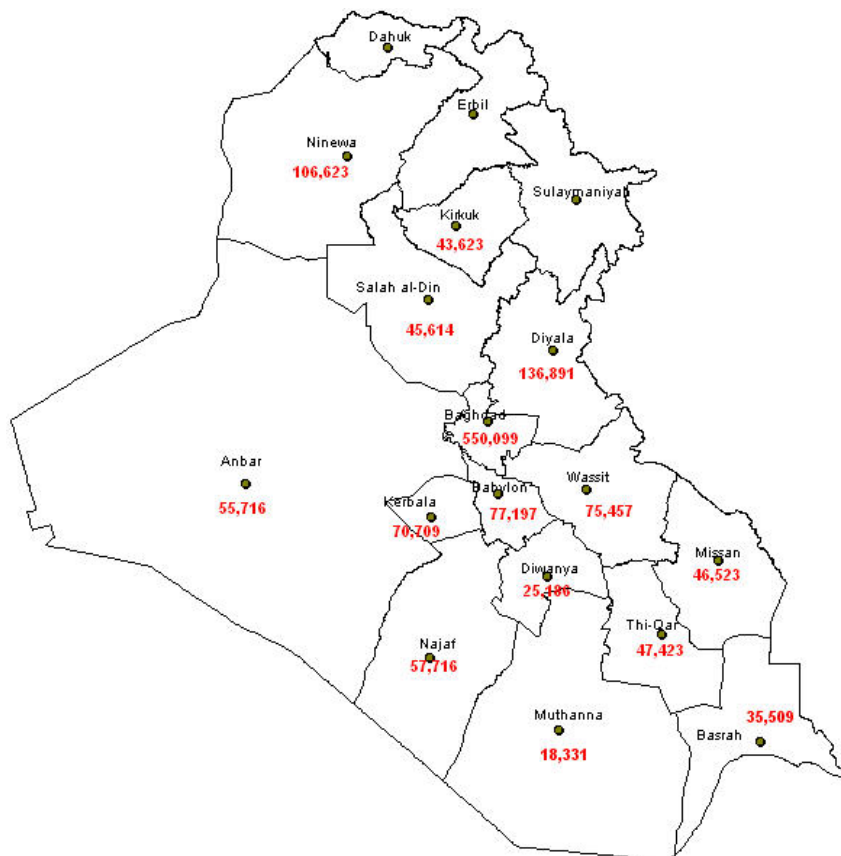 Dahuk
Erbil
Ninewa
106,623
Sulaymaniyah
Kirkuk
43,623
Salah al-Din
45,614
Diyala
136,891
Baghdad
550,099
Anbar
55,716
Kerbala
70,709
Babylon
77,197
Wassit
75,457
Missan
46,523
Diwanya
25,186
Thi-Qar
47,423
Najaf
57,716
Muthanna
18,331
35,509
Basrah